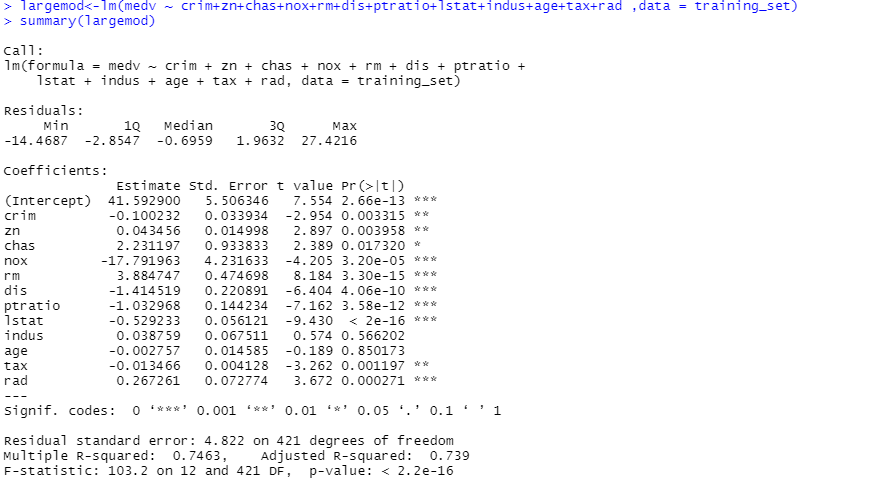 > largemod<-lm(medv ~ crim+zn+chas+nox+rm+dis+ptratio+lstat+indus+age+tax+rad ,data = training_set)
> summary(largemod)
Call:
lm(formula = medv ~ crim + zn + chas + nox + rm + dis + ptratio +
    lstat + indus + age + tax + rad, data = training_set)
Residuals:
     Min       1Q   Median       3Q      Max
-14.4687  -2.8547  -0.6959   1.9632  27.4216
Coefficients:
              Estimate Std. Error t value Pr(>|t|)
(Intercept)  41.592900   5.506346   7.554 2.66e-13 ***
crim         -0.100232   0.033934  -2.954 0.003315 **
zn            0.043456   0.014998   2.897 0.003958 **
chas          2.231197   0.933833   2.389 0.017320 *
nox         -17.791963   4.231633  -4.205 3.20e-05 ***
rm            3.884747   0.474698   8.184 3.30e-15 ***
dis          -1.414519   0.220891  -6.404 4.06e-10 ***
ptratio      -1.032968   0.144234  -7.162 3.58e-12 ***
lstat        -0.529233   0.056121  -9.430  < 2e-16 ***
indus         0.038759   0.067511   0.574 0.566202
age          -0.002757   0.014585  -0.189 0.850173
tax          -0.013466   0.004128  -3.262 0.001197 **
rad           0.267261   0.072774   3.672 0.000271 ***
---
Signif. codes:  0 ‘***’ 0.001 ‘**’ 0.01 ‘*’ 0.05 ‘.’ 0.1 ‘ ’ 1
Residual standard error: 4.822 on 421 degrees of freedom
Multiple R-squared:  0.7463,    Adjusted R-squared:  0.739
F-statistic: 103.2 on 12 and 421 DF,  p-value: < 2.2e-16